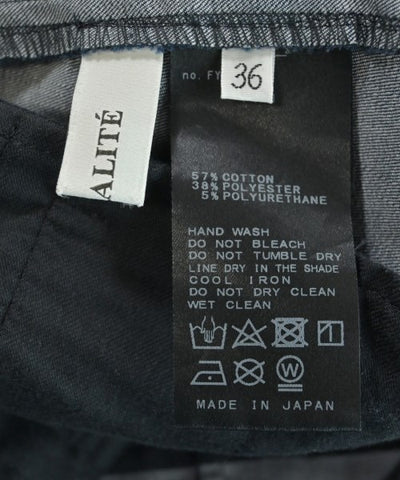 no. FY
36
ALITÉ
57% COTTON
38% POLYESTER
5% POLYURETHANE
HAND WASH
DO NOT BLEACH
DO NOT TUMBLE DRY
LINE DRY IN THE SHADE
COOL IRON
DO NOT DRY CLEAN
WET CLEAN
W
MADE IN JAPAN